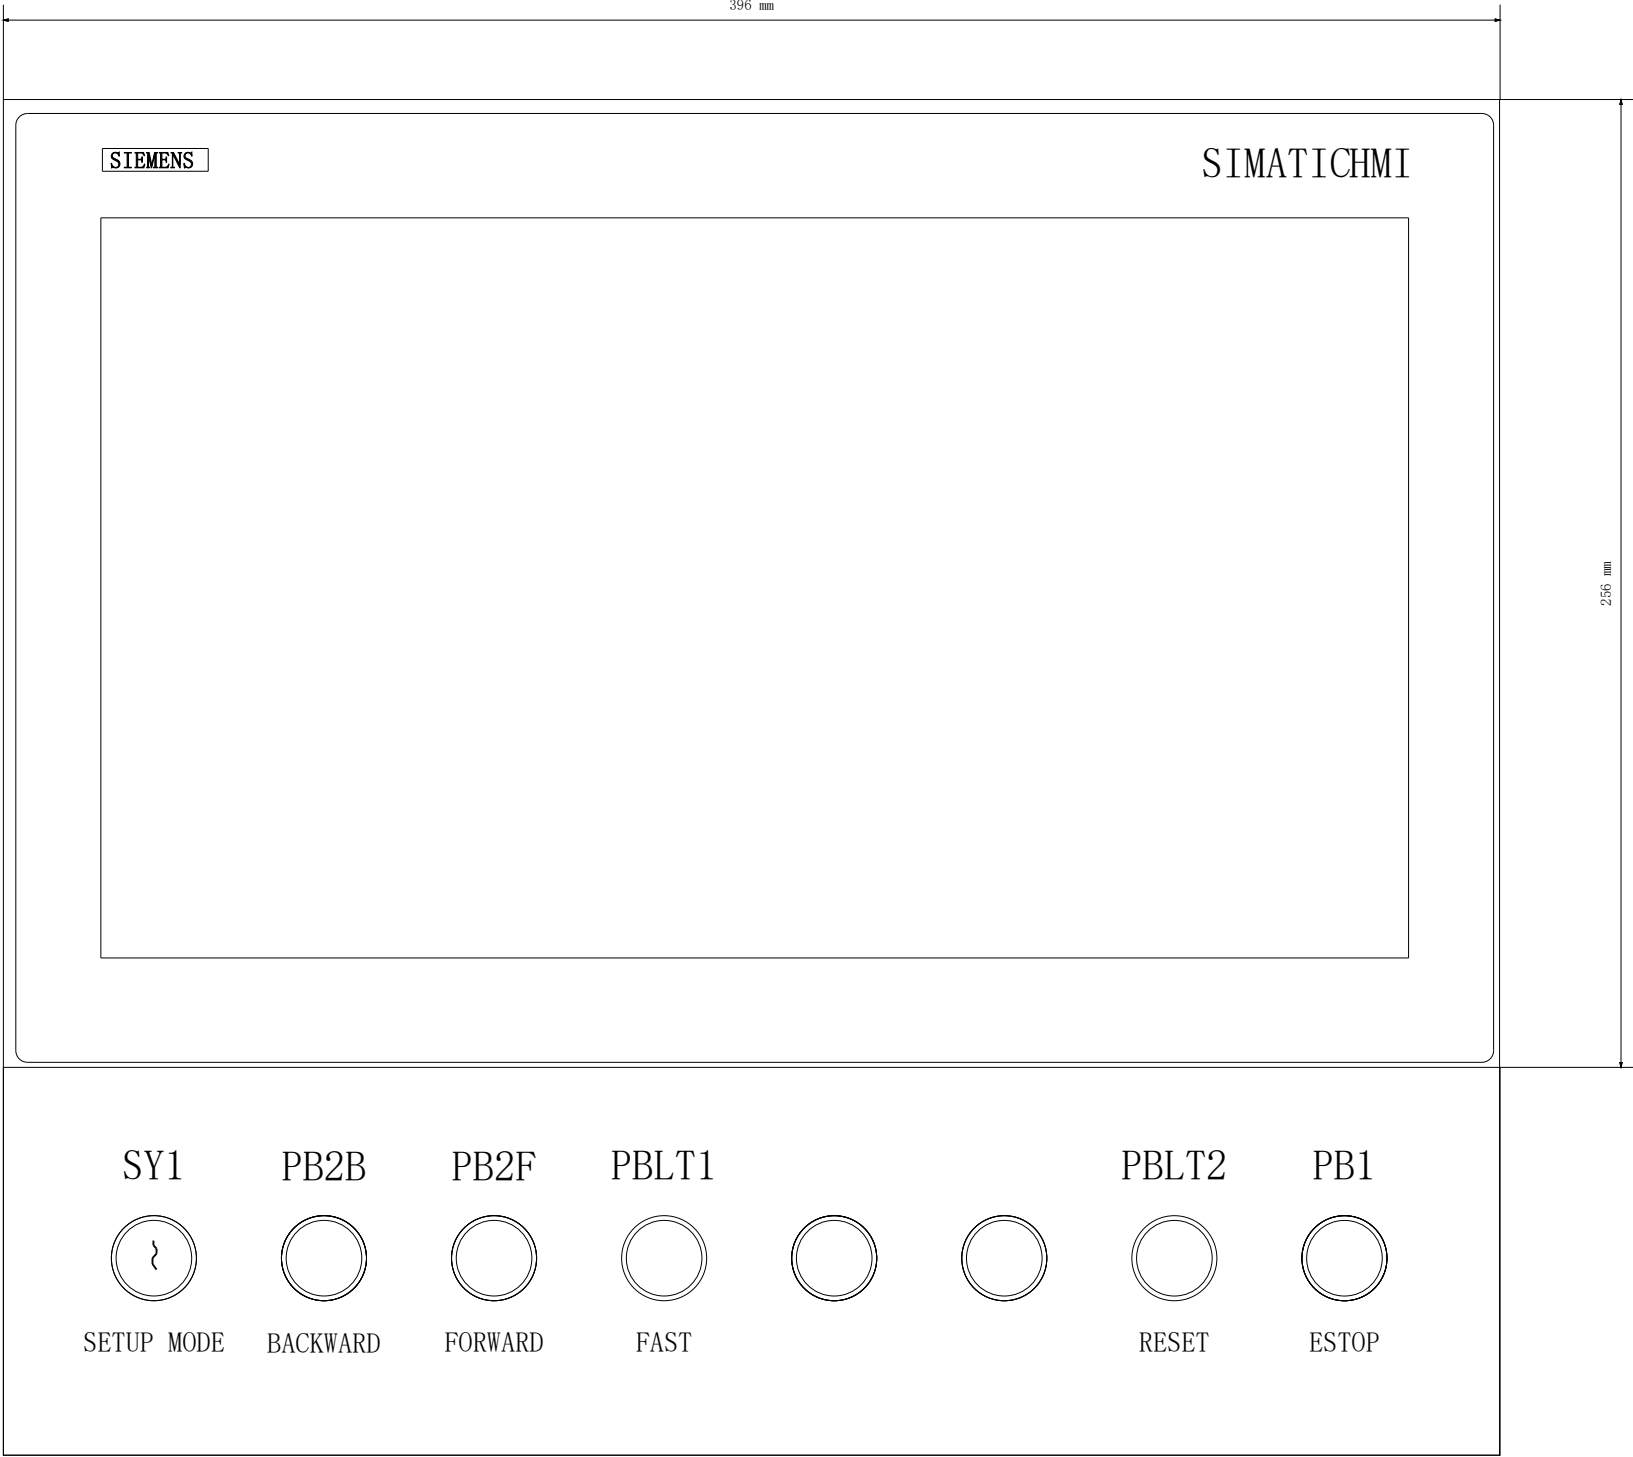 396 mm
SIEMENS
SIMATICHMI
256 mm
SY1 PB2B PB2F PBLT1 PBLT2 PB1
SETUP MODE BACKWARD FORWARD FAST RESET ESTOP